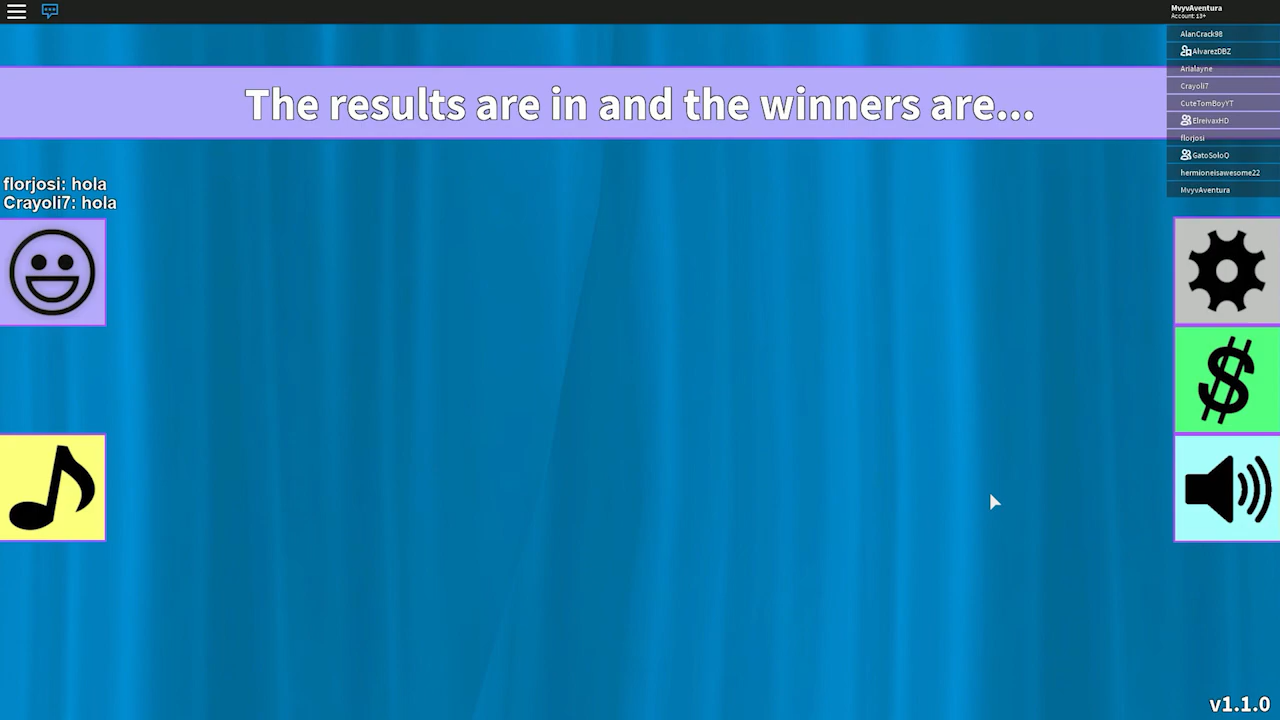 MvyvAventura
Account: 13+
AlanCrack98
AlvarezDBZ
Arialayne
Crayoli7
CuteTomBoyYT
ElreivaxHD
florjosi
GatoSoloQ
hermioneisawesome22
MvyvAventura
The results are in and the winners are...
florjosi: hola
Crayoli7: hola
$
v1.1.0